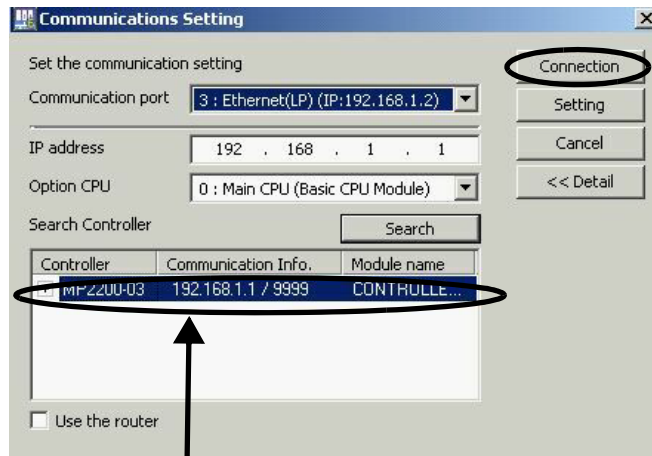 Communications Setting
Set the communication setting
Connection
Communication port
3 : Ethernet(LP) (IP:192.168.1.2)
Setting
IP address
192 . 168 . 1 . 1
Cancel
Option CPU
0 : Main CPU (Basic CPU Module)
<< Detail
Search Controller
Search
Controller
Communication Info.
Module name
MP2200-03
192.168.1.1 / 9999
CONTROLLE...
Use the router